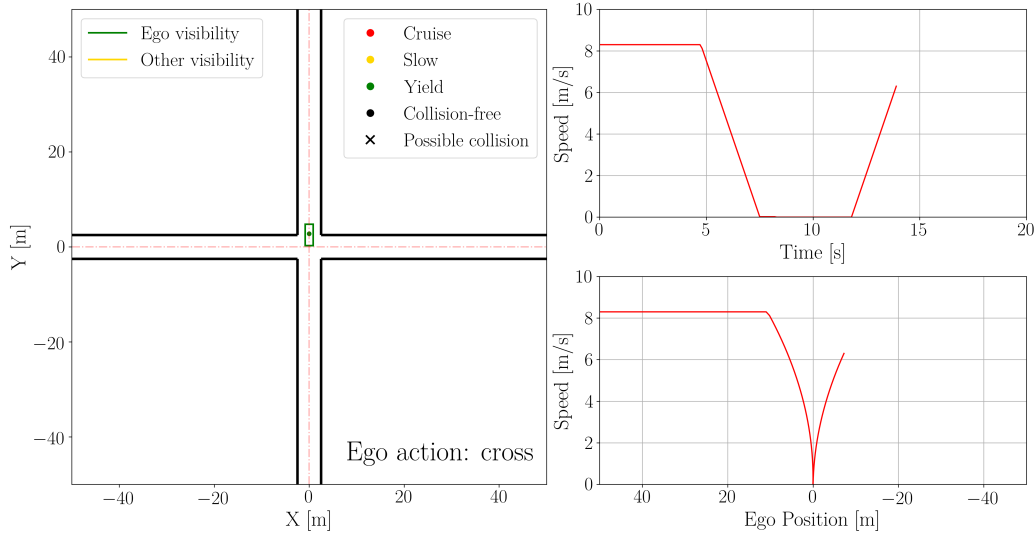 Ego visibility
Other visibility
Cruise
Slow
Yield
Collision-free
Possible collision
Ego action: cross
40
20
0
−20
−40
Y [m]
−40
−20
0
20
40
X [m]
10
8
6
4
2
0
Speed [m/s]
0
5
10
15
20
Time [s]
10
8
6
4
2
0
Speed [m/s]
40
20
0
−20
−40
Ego Position [m]